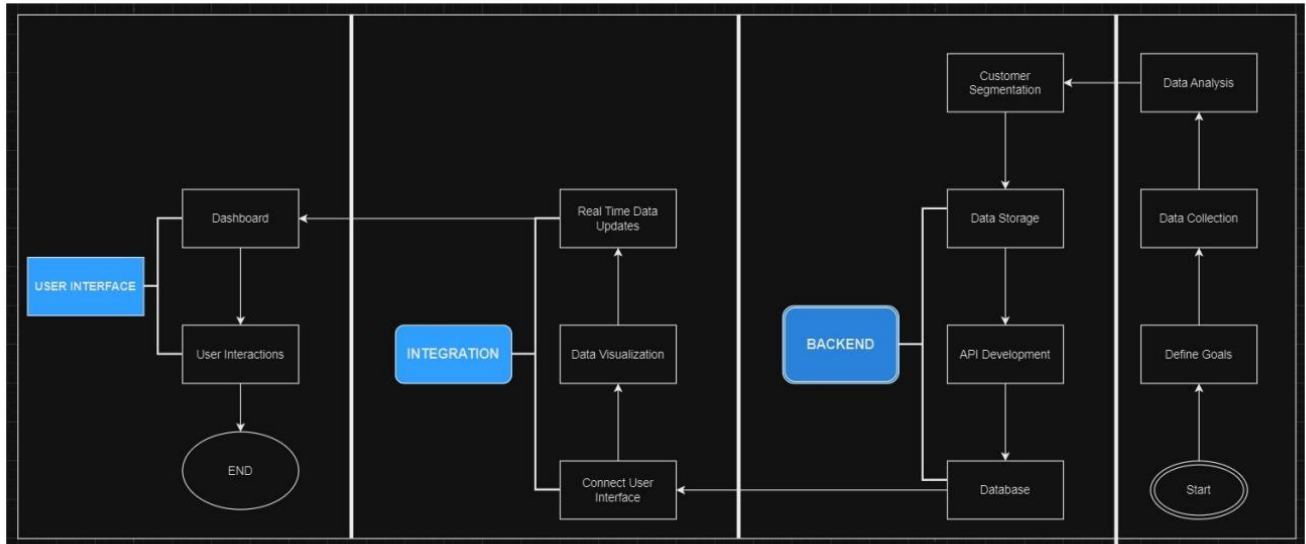 Customer
Segmentation
Data Analysis
Dashboard
Real Time Data
Updates
Data Storage
Data Collection
USER INTERFACE
User Interactions
INTEGRATION
Data Visualization
BACKEND
API Development
Define Goals
END
Connect User
Interface
Database
Start